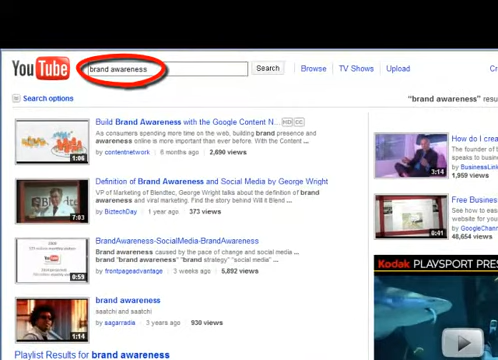 YouTube brand awareness Search Browse TV Shows Upload Cr
Search options "brand awareness" resu
Build Brand Awareness with the Google Content N... HD CC
As consumers spending more time on the web, building brand presence and
awareness online is more important than ever before. With the Content ...
by contentnetwork 6 months ago 2,690 views
1:06
Definition of Brand Awareness and Social Media by George Wright
VP of Marketing of Blendtec, George Wright talks about the definition of brand
awareness and viral marketing. Find the story behind Will it Blend ...
by BiztechDay 1 year ago 373 views
7:03
BrandAwareness-SocialMedia-BrandAwareness
Brand awareness caused by the pace of change and social media ...
brand "brand awareness" "brand strategy" "social media" ...
by frontpageadvantage 3 weeks ago 5,892 views
0:59
brand awareness
saatchi and saatchi
by sagarradia 3 years ago 930 views
1:14
Playlist Results for brand awareness
How do I crea
The founder of
speaks to busines
by BusinessLink
1,959 views
3:14
Free Business
See how to easi
by GoogleChann
48,654 views
0:41
Kodak PLAYSPORT PRES